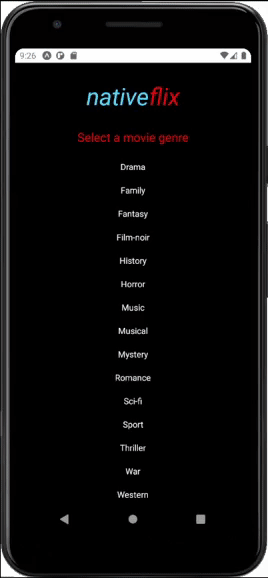 9:26
nativeflix
Select a movie genre
Drama
Family
Fantasy
Film-noir
History
Horror
Music
Musical
Mystery
Romance
Sci-fi
Sport
Thriller
War
Western